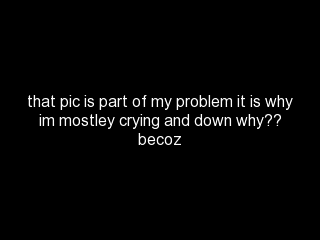 that pic is part of my problem it is why
im mostley crying and down why??
becoz